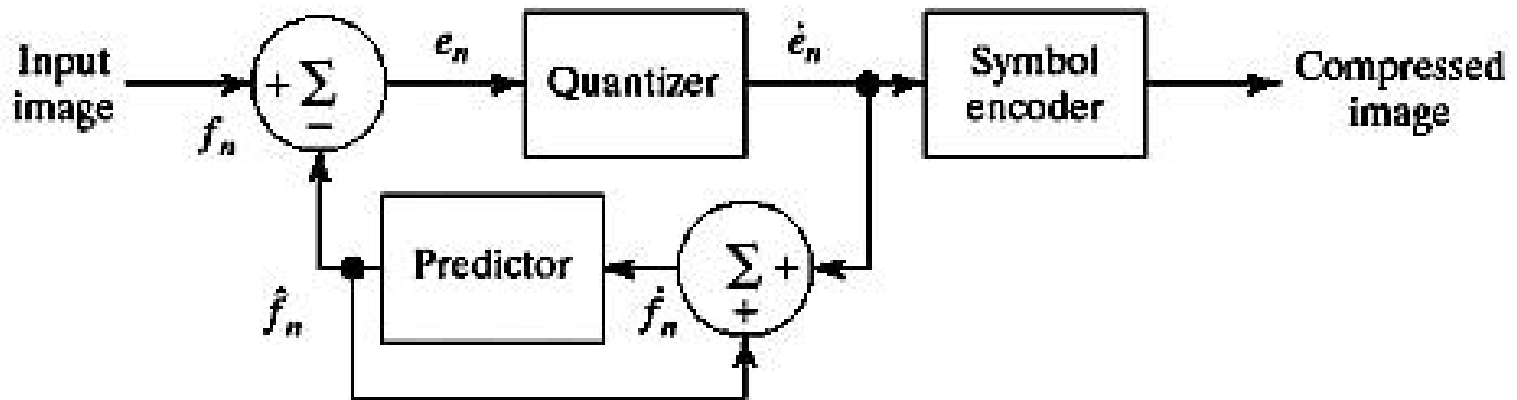 Input
image
f_n
+ Σ
−
e_n
Quantizer
ė_n
Symbol
encoder
Compressed
image
f̂_n
Predictor
ḟ_n
Σ +
+